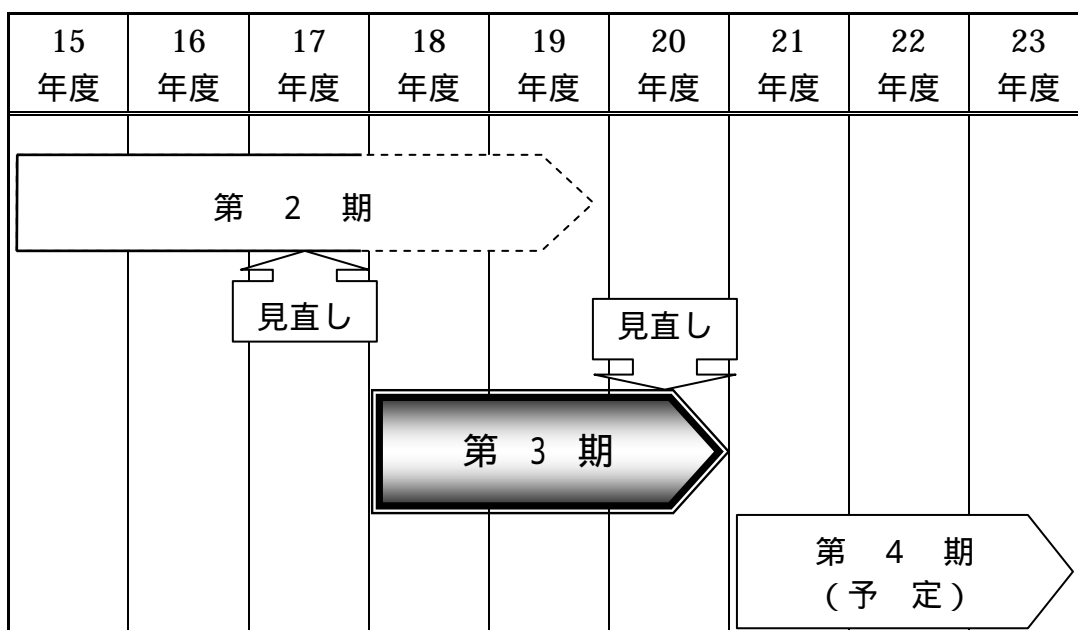 15 16 17 18 19 20 21 22 23
年度 年度 年度 年度 年度 年度 年度 年度 年度
第 2 期
見直し
見直し
第 3 期
第 4 期
(予 定)